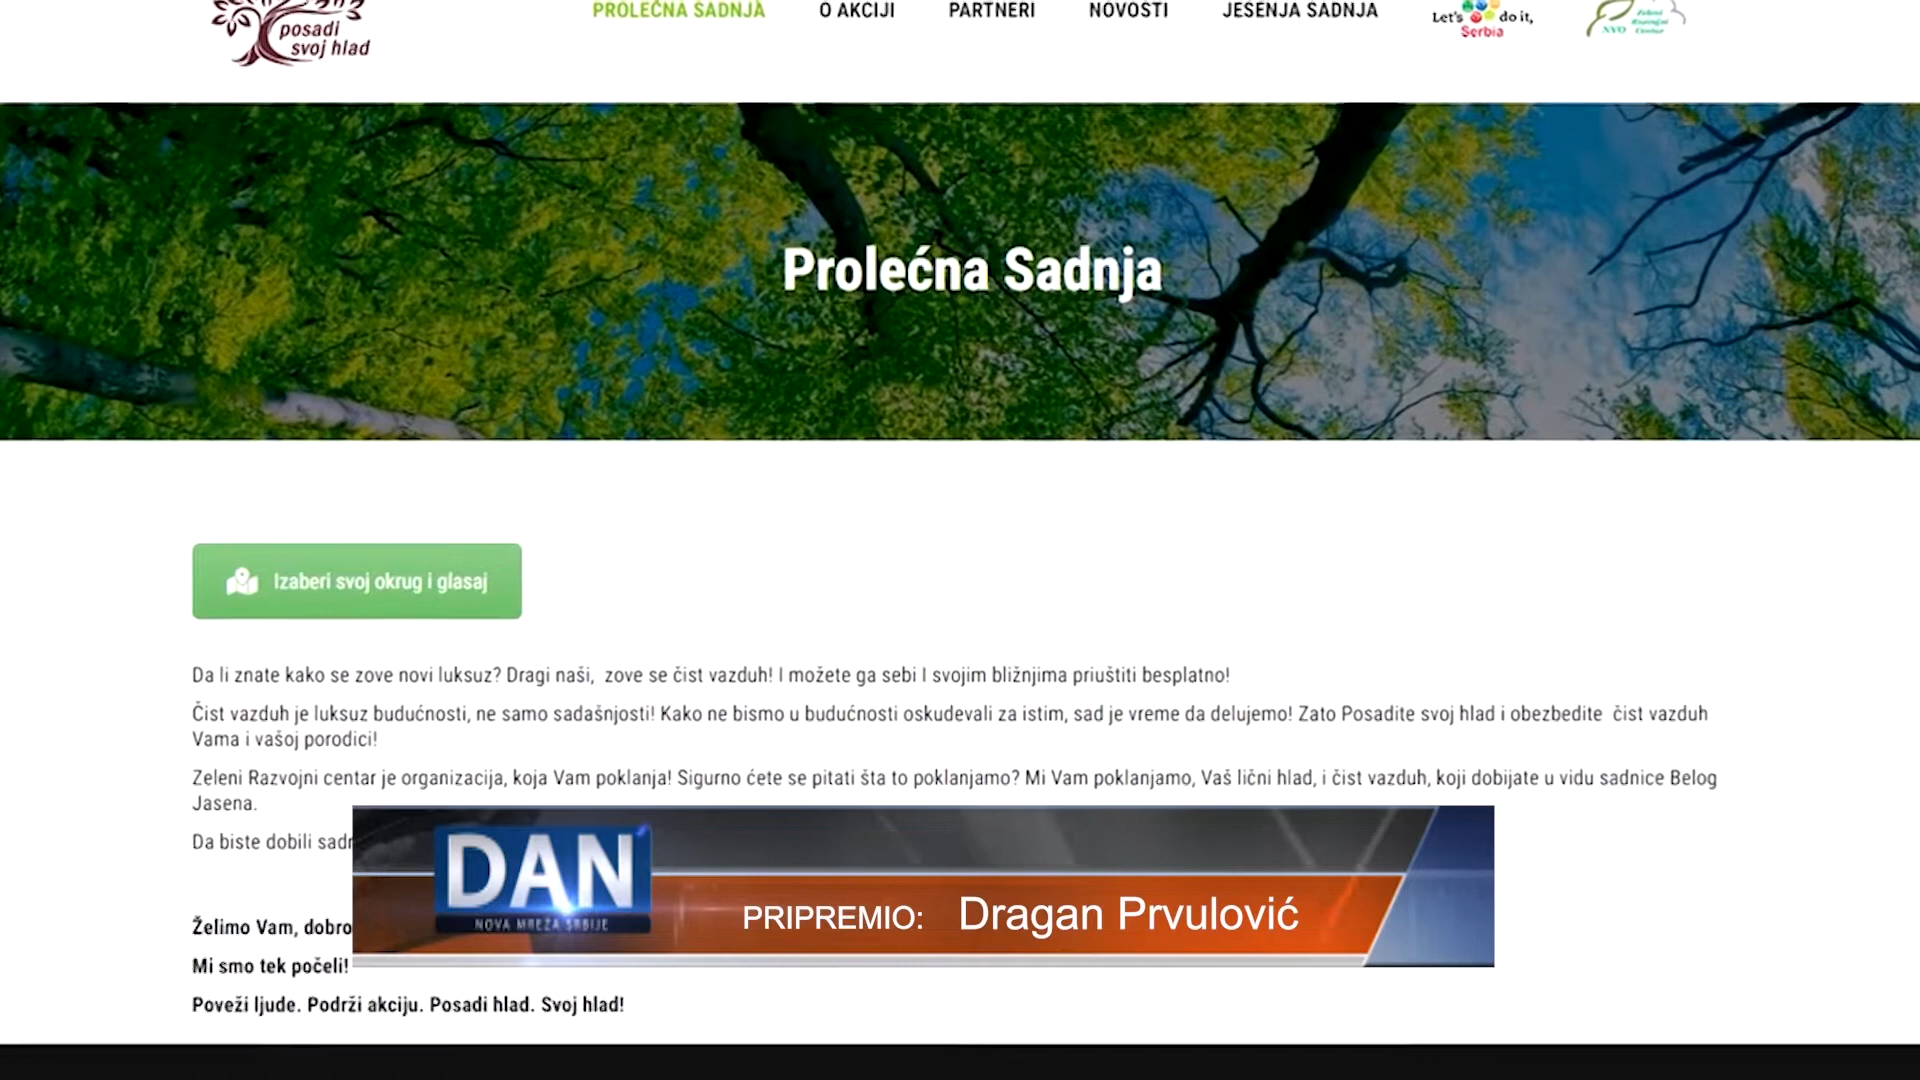 posadi
svoj hlad
PROLEĆNA SADNJA
O AKCIJI
PARTNERI
NOVOSTI
JESENJA SADNJA
Let's do it,
Serbia
Zeleni
Razvojni
NVO Centar
Prolećna Sadnja
Izaberi svoj okrug i glasaj
Da li znate kako se zove novi luksuz? Dragi naši, zove se čist vazduh! I možete ga sebi I svojim bližnjima priuštiti besplatno!
Čist vazduh je luksuz budućnosti, ne samo sadašnjosti! Kako ne bismo u budućnosti oskudevali za istim, sad je vreme da delujemo! Zato Posadite svoj hlad i obezbedite čist vazduh
Vama i vašoj porodici!
Zeleni Razvojni centar je organizacija, koja Vam poklanja! Sigurno ćete se pitati šta to poklanjamo? Mi Vam poklanjamo, Vaš lični hlad, i čist vazduh, koji dobijate u vidu sadnice Belog
Jasena.
Da biste dobili
Želimo Vam, dobro
Mi smo tek počeli!
Poveži ljude. Podrži akciju. Posadi hlad. Svoj hlad!
DAN
NOVA MREŽA SRBIJE
PRIPREMIO: Dragan Prvulović